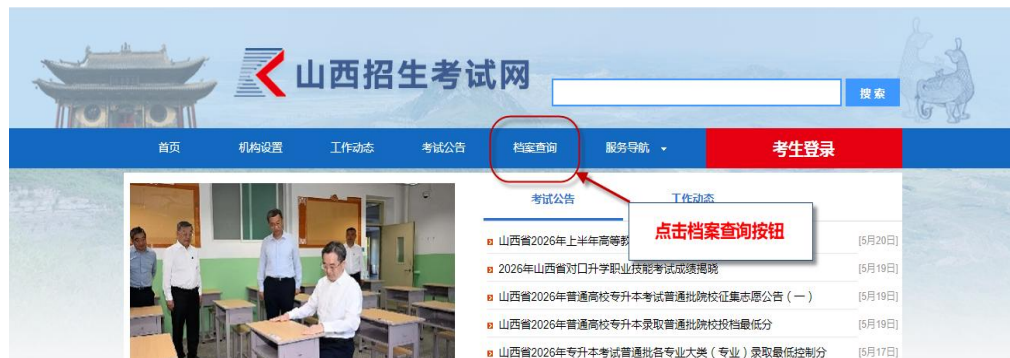 山西招生考试网
搜索
首页 机构设置 工作动态 考试公告 档案查询 服务导航 考生登录
考试公告 工作动态
点击档案查询按钮
山西省2026年上半年高等教 [5月20日]
2026年山西省对口升学职业技能考试成绩揭晓 [5月19日]
山西省2026年普通高校专升本考试普通批院校征集志愿公告（一） [5月19日]
山西省2026年普通高校专升本录取普通批院校投档最低分 [5月19日]
山西省2026年专升本考试普通批各专业大类（专业）录取最低控制分 [5月17日]